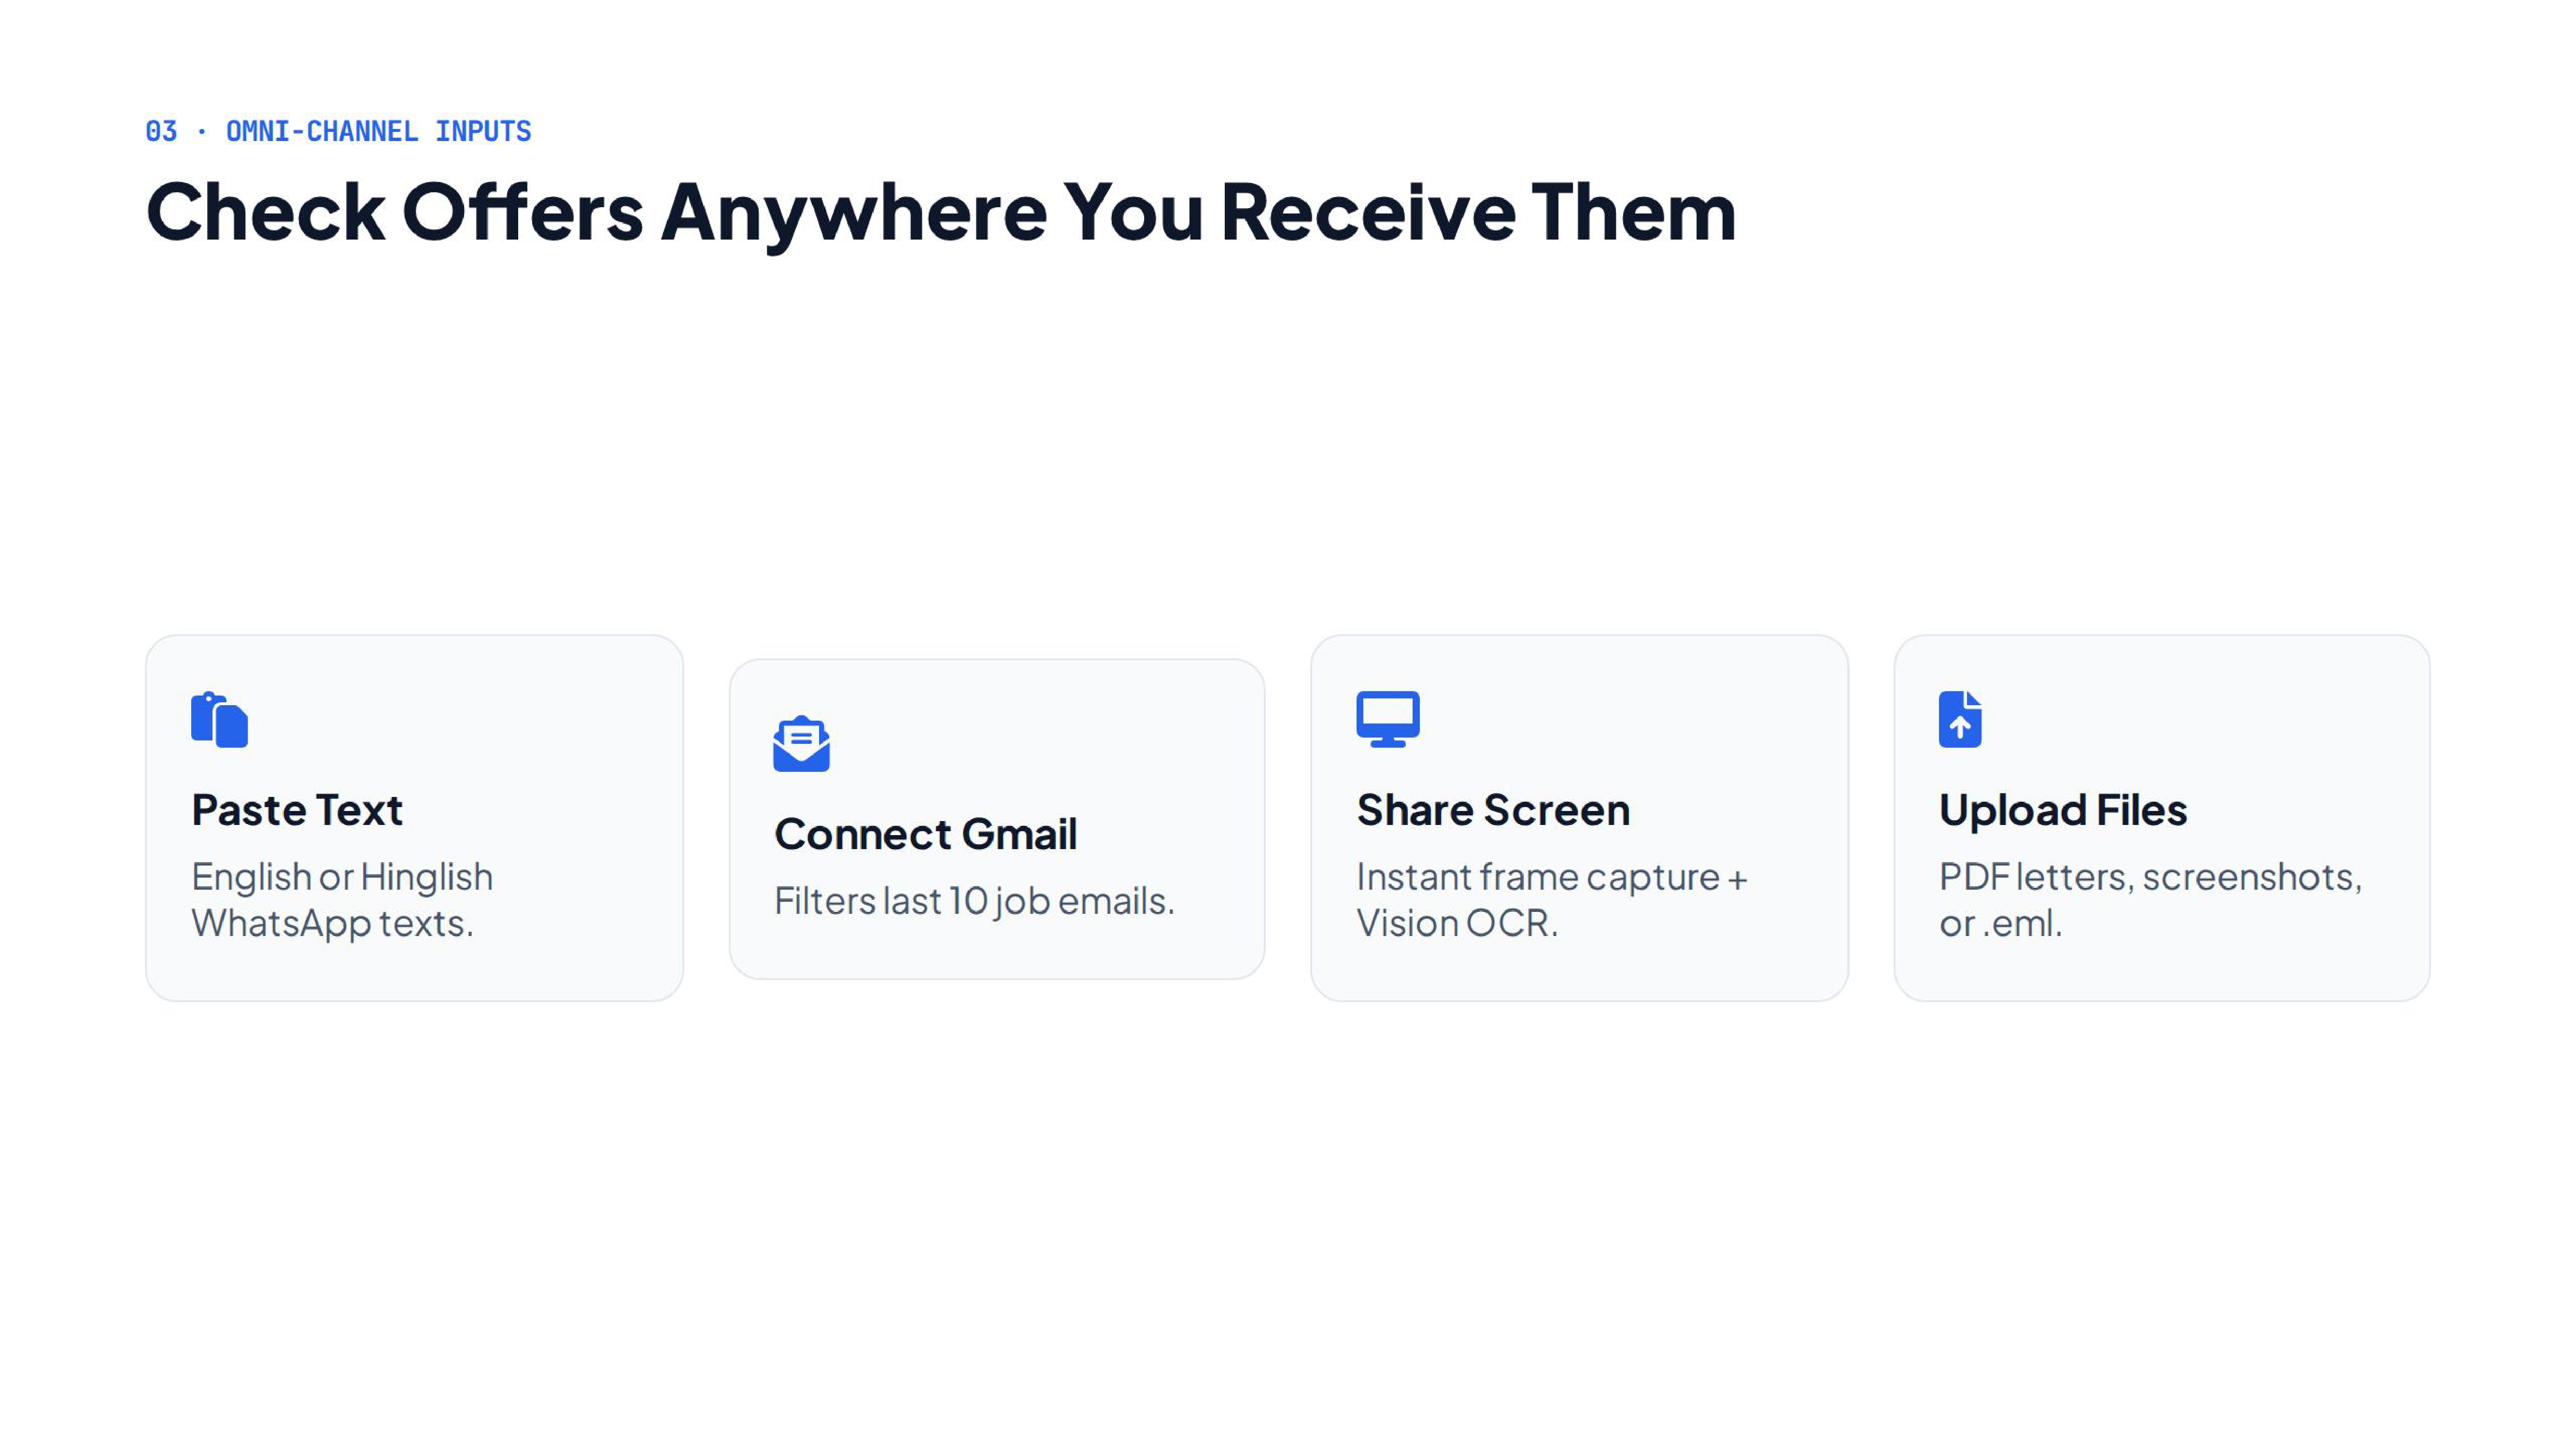 03 · OMNI-CHANNEL INPUTS
Check Offers Anywhere You Receive Them
Paste Text
English or Hinglish
WhatsApp texts.
Connect Gmail
Filters last 10 job emails.
Share Screen
Instant frame capture +
Vision OCR.
Upload Files
PDF letters, screenshots,
or .eml.